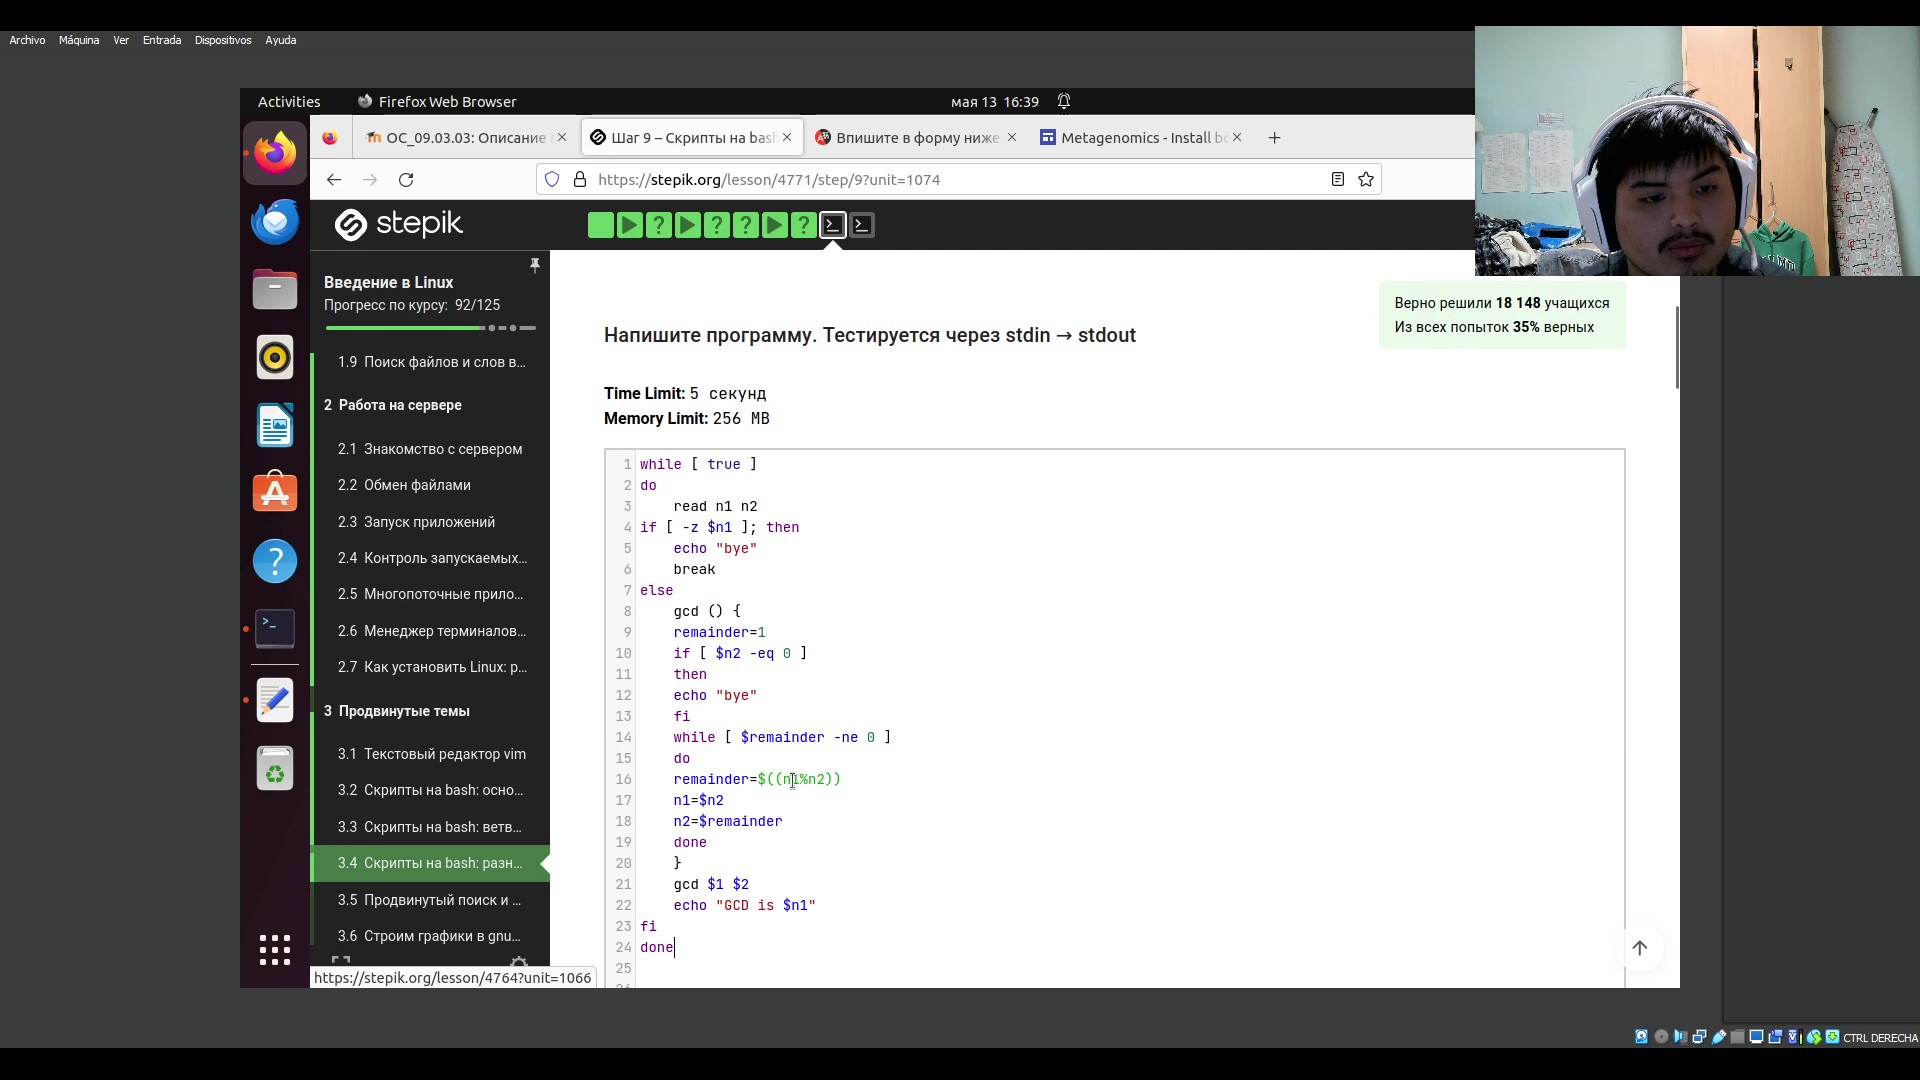 Archivo Máquina Ver Entrada Dispositivos Ayuda
Activities Firefox Web Browser мая 13 16:39
ОС_09.03.03: Описание Шаг 9 – Скрипты на bash Впишите в форму ниже Metagenomics - Install bc
https://stepik.org/lesson/4771/step/9?unit=1074
stepik
Введение в Linux
Прогресс по курсу: 92/125
1.9 Поиск файлов и слов в...
2 Работа на сервере
2.1 Знакомство с сервером
2.2 Обмен файлами
2.3 Запуск приложений
2.4 Контроль запускаемых...
2.5 Многопоточные прило...
2.6 Менеджер терминалов...
2.7 Как установить Linux: р...
3 Продвинутые темы
3.1 Текстовый редактор vim
3.2 Скрипты на bash: осно...
3.3 Скрипты на bash: ветв...
3.4 Скрипты на bash: разн...
3.5 Продвинутый поиск и ...
3.6 Строим графики в gnu...
https://stepik.org/lesson/4764?unit=1066
Верно решили 18 148 учащихся
Из всех попыток 35% верных
Напишите программу. Тестируется через stdin → stdout
Time Limit: 5 секунд
Memory Limit: 256 MB
1 while [ true ]
2 do
3 read n1 n2
4 if [ -z $n1 ]; then
5 echo "bye"
6 break
7 else
8 gcd () {
9 remainder=1
10 if [ $n2 -eq 0 ]
11 then
12 echo "bye"
13 fi
14 while [ $remainder -ne 0 ]
15 do
16 remainder=$((n1%n2))
17 n1=$n2
18 n2=$remainder
19 done
20 }
21 gcd $1 $2
22 echo "GCD is $n1"
23 fi
24 done
25
CTRL DERECHA